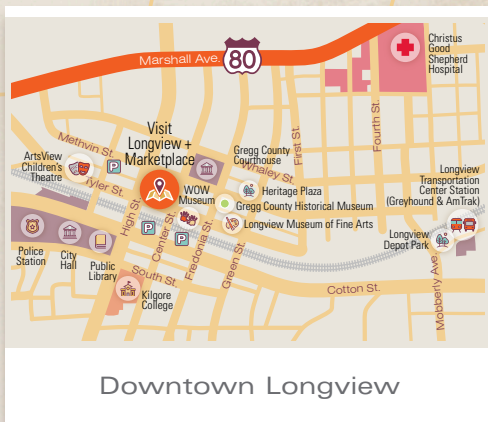 Marshall Ave.
80
Christus
Good
Shepherd
Hospital
First St.
Fourth St.
Methvin St.
Visit
Longview +
Marketplace
Gregg County
Courthouse
ArtsView
Children's
Theatre
P
Whaley St.
Tyler St.
WOW
Museum
Heritage Plaza
Gregg County Historical Museum
Longview Museum of Fine Arts
Longview
Transportation
Center Station
(Greyhound & AmTrak)
High St.
P
Center St.
P
Fredonia St.
Green St.
Longview
Depot Park
Police
Station
City
Hall
Public
Library
South St.
Kilgore
College
Cotton St.
Mobberly Ave.
Downtown Longview